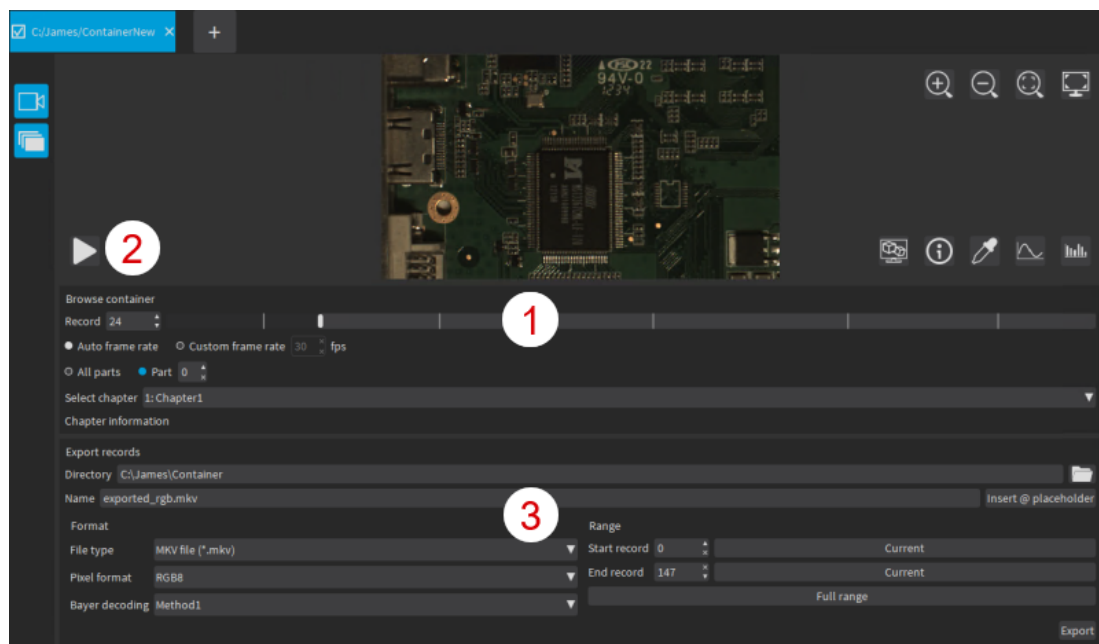 C:/James/ContainerNew × +
22
94V-0
1234
2
Browse container
Record 24
1
Auto frame rate Custom frame rate 30 fps
All parts Part 0
Select chapter 1: Chapter1
Chapter information
Export records
Directory C:\James\Container
Name exported_rgb.mkv Insert @ placeholder
3
Format Range
File type MKV file (*.mkv) Start record 0 Current
Pixel format RGB8 End record 147 Current
Bayer decoding Method1 Full range
Export